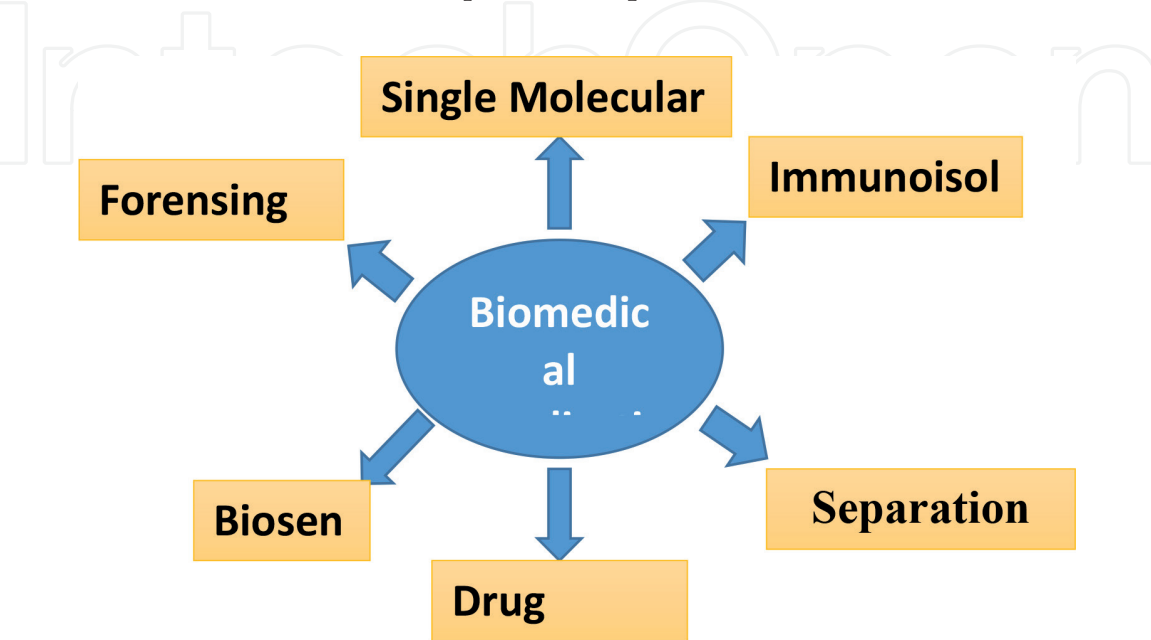 Single Molecular
Immunoisol
Forensing
Biomedic
al
Biosen
Separation
Drug